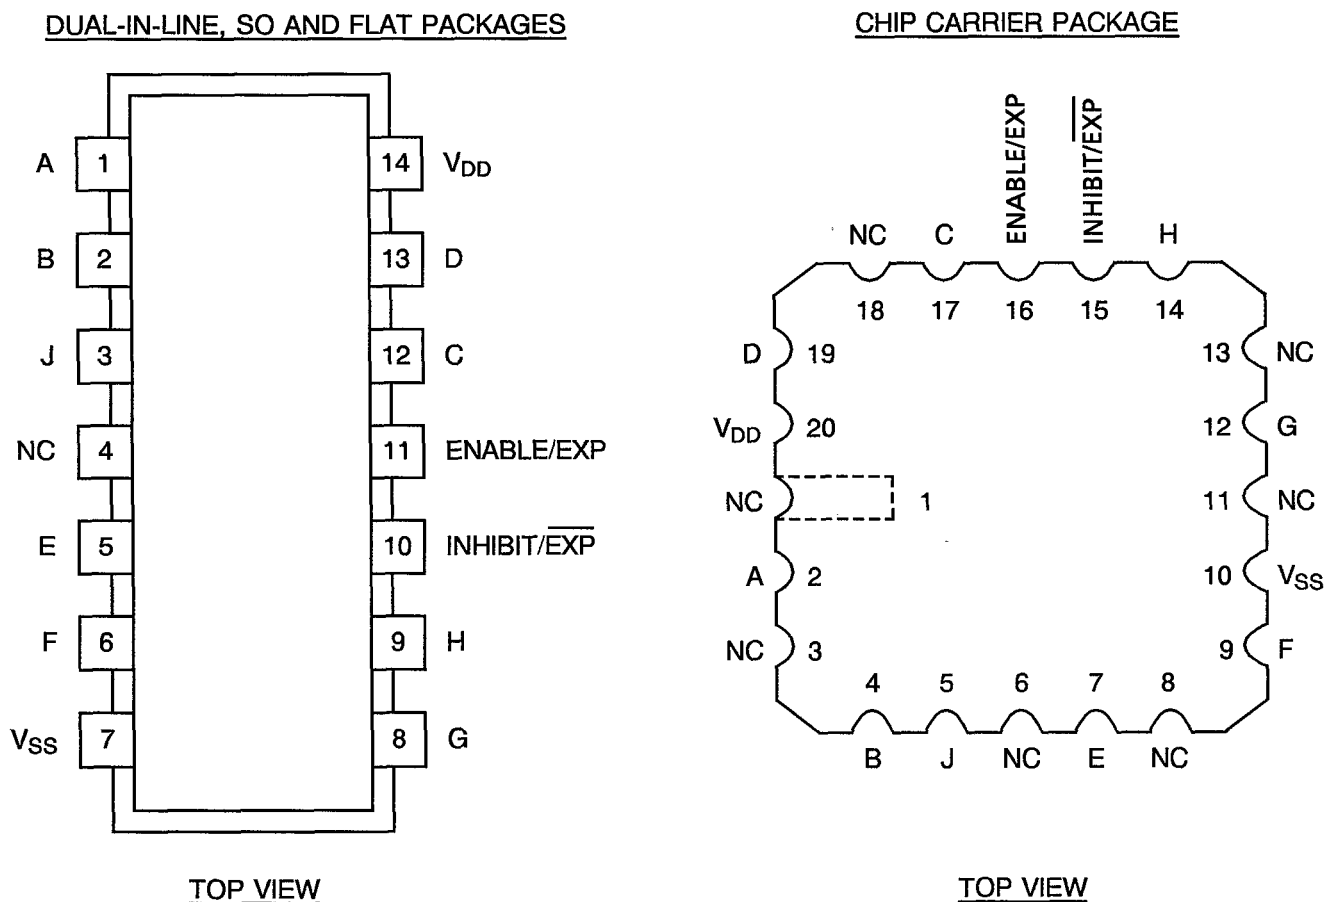 DUAL-IN-LINE, SO AND FLAT PACKAGES
A 1 14 VDD
B 2 13 D
J 3 12 C
NC 4 11 ENABLE/EXP
E 5 10 INHIBIT/E̅X̅P̅
F 6 9 H
VSS 7 8 G
TOP VIEW
CHIP CARRIER PACKAGE
NC C ENABLE/EXP INHIBIT/E̅X̅P̅ H
18 17 16 15 14
D 19 13 NC
VDD 20 12 G
NC 1 11 NC
A 2 10 VSS
NC 3 9 F
4 5 6 7 8
B J NC E NC
TOP VIEW